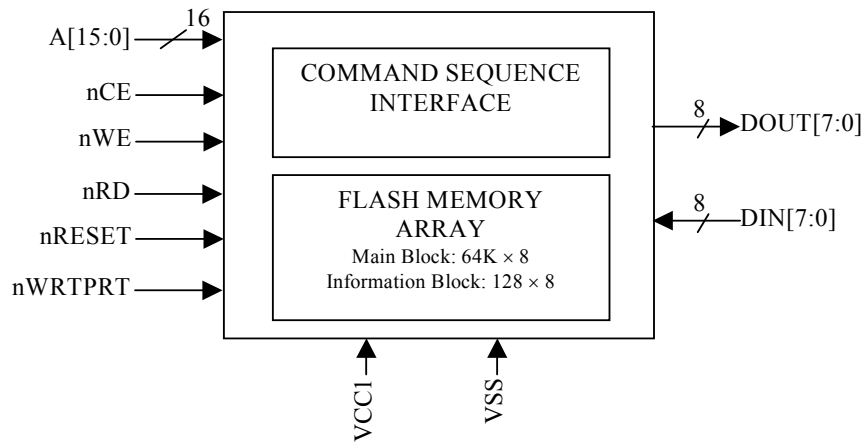 A[15:0]
16
nCE
nWE
nRD
nRESET
nWRTPRT
COMMAND SEQUENCE
INTERFACE
FLASH MEMORY
ARRAY
Main Block: 64K × 8
Information Block: 128 × 8
8
DOUT[7:0]
8
DIN[7:0]
VCC1
VSS